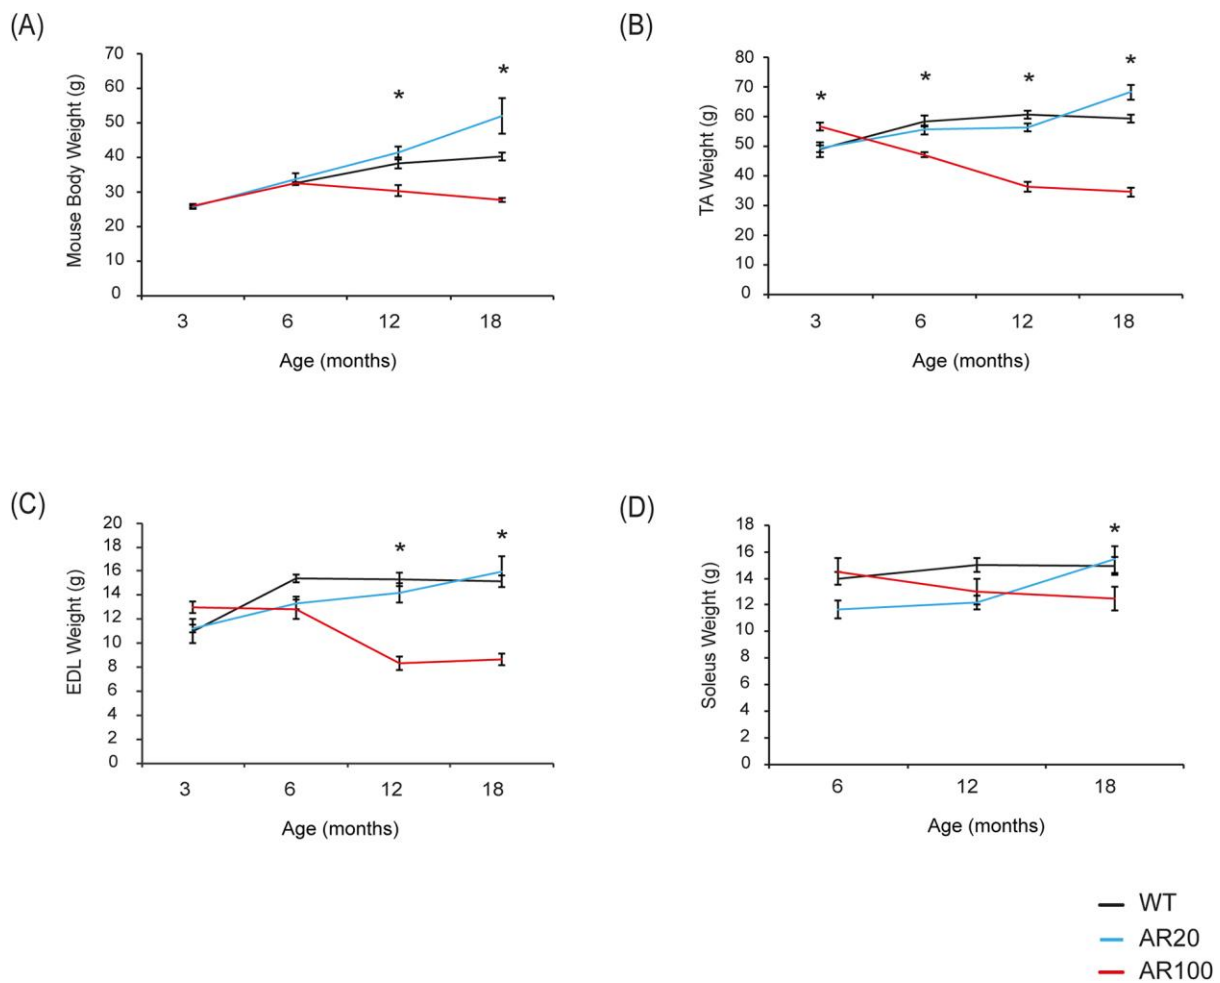 (A)
Mouse Body Weight (g)
70
60
50
40
30
20
10
0
* *
3 6 12 18
Age (months)
(B)
TA Weight (g)
80
70
60
50
40
30
20
10
0
* * * *
3 6 12 18
Age (months)
(C)
EDL Weight (g)
20
18
16
14
12
10
8
6
4
2
0
* *
3 6 12 18
Age (months)
(D)
Soleus Weight (g)
18
16
14
12
10
8
6
4
2
0
*
6 12 18
Age (months)
WT
AR20
AR100